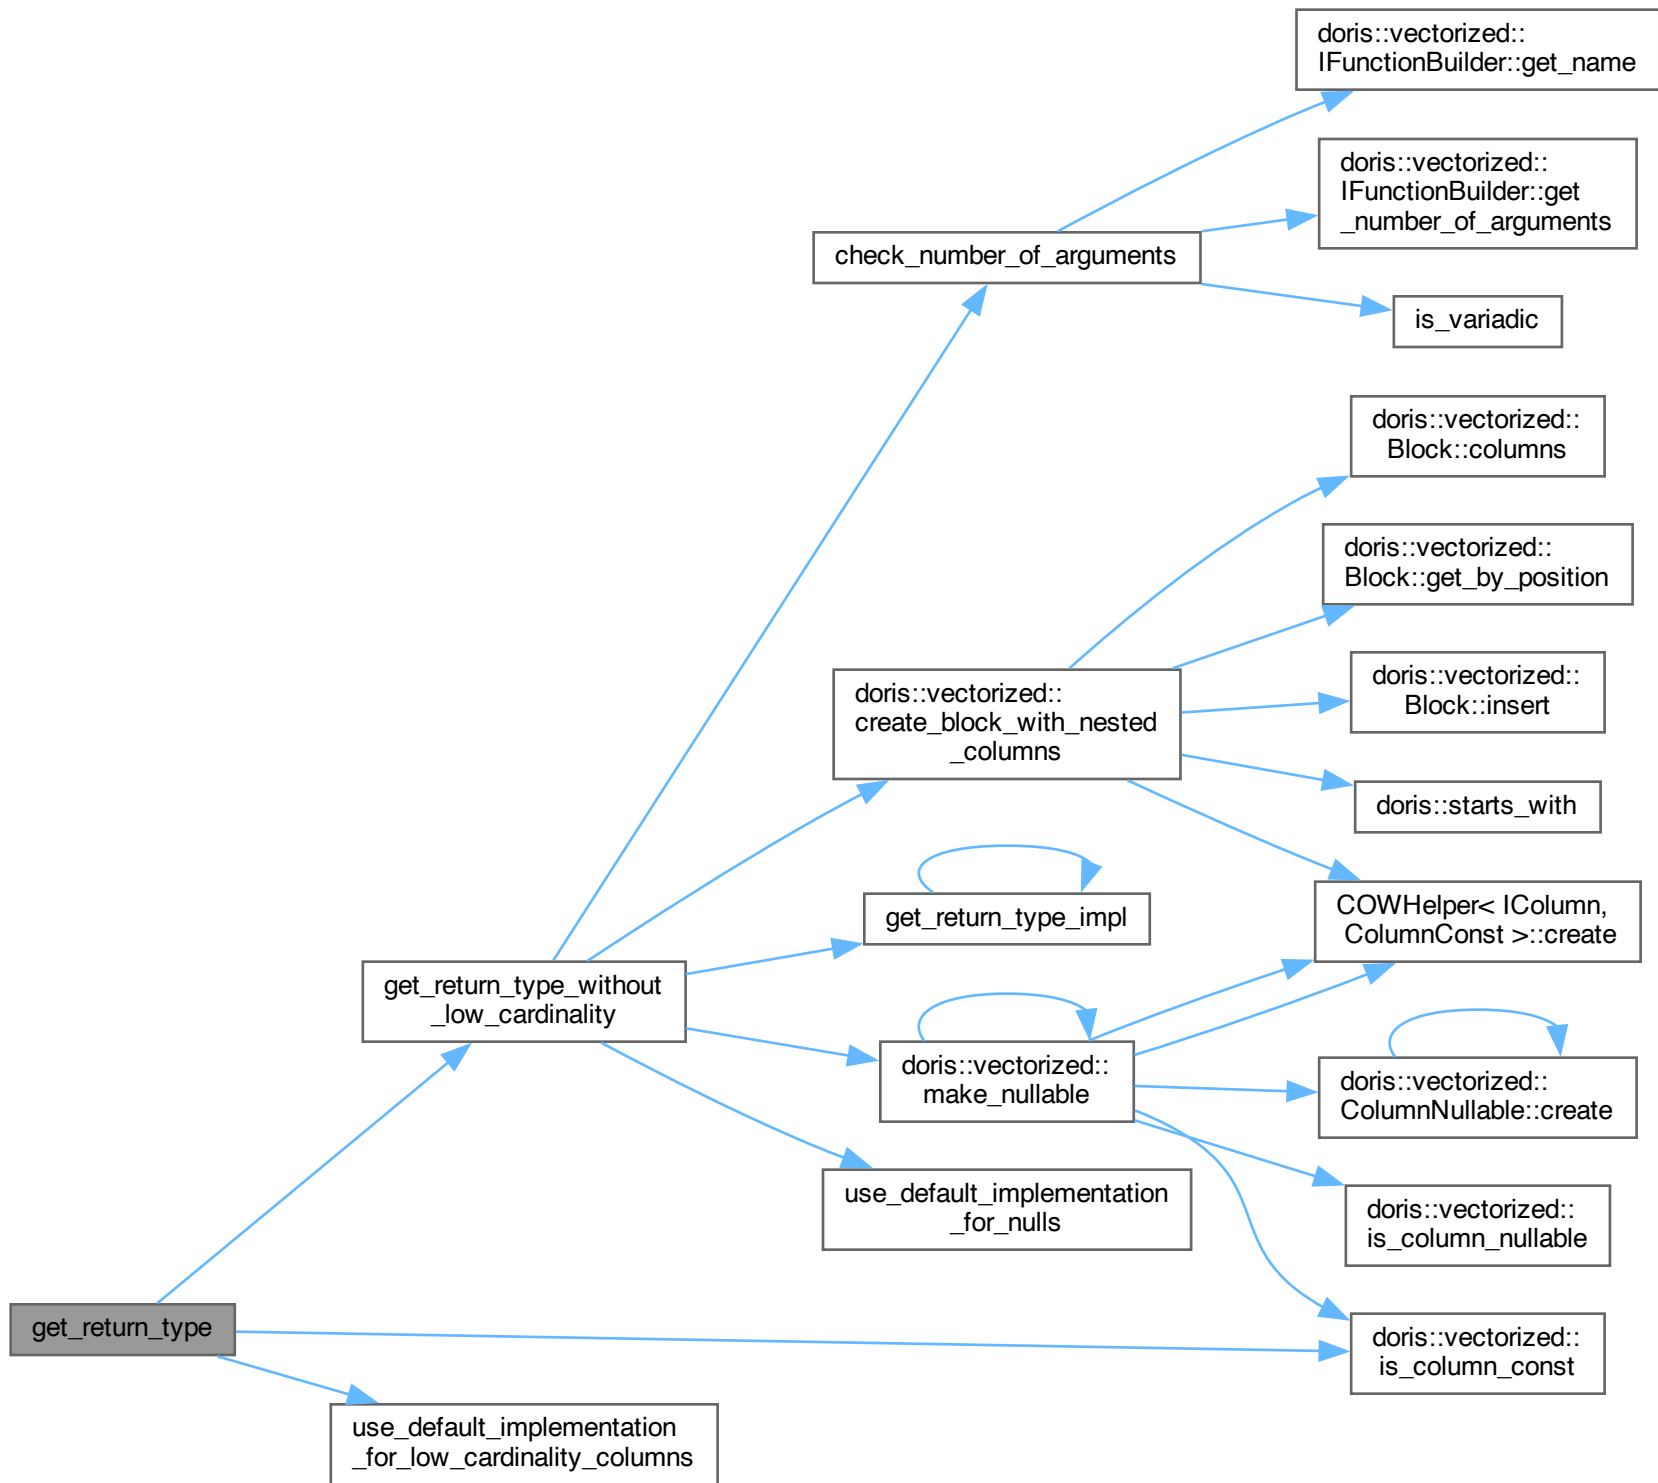 doris::vectorized::
IFunctionBuilder::get_name
doris::vectorized::
IFunctionBuilder::get
_number_of_arguments
check_number_of_arguments
is_variadic
doris::vectorized::
Block::columns
doris::vectorized::
Block::get_by_position
doris::vectorized::
Block::insert
doris::vectorized::
create_block_with_nested
_columns
doris::starts_with
COWHelper< IColumn,
ColumnConst >::create
get_return_type_impl
get_return_type_without
_low_cardinality
doris::vectorized::
make_nullable
doris::vectorized::
ColumnNullable::create
use_default_implementation
_for_nulls
doris::vectorized::
is_column_nullable
get_return_type
doris::vectorized::
is_column_const
use_default_implementation
_for_low_cardinality_columns